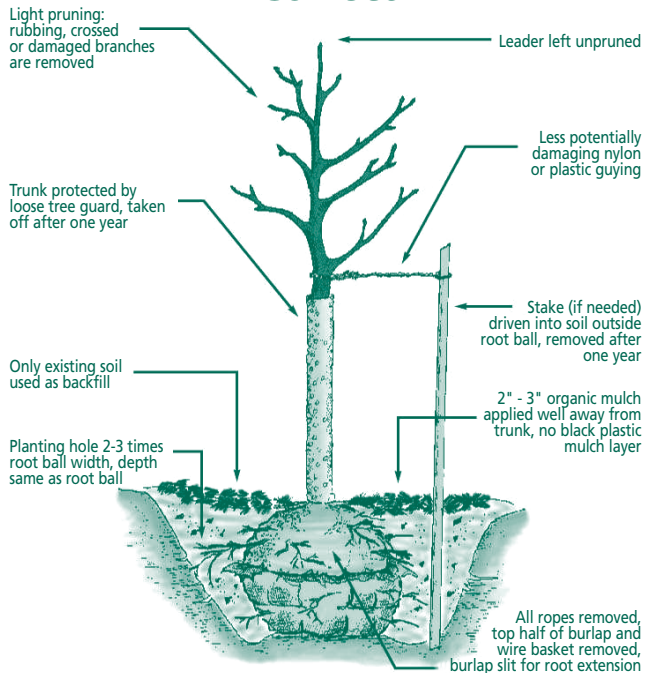 Light pruning:
rubbing, crossed
or damaged branches
are removed
Leader left unpruned
Less potentially
damaging nylon
or plastic guying
Trunk protected by
loose tree guard, taken
off after one year
Stake (if needed)
driven into soil outside
root ball, removed after
one year
Only existing soil
used as backfill
2" - 3" organic mulch
applied well away from
trunk, no black plastic
mulch layer
Planting hole 2-3 times
root ball width, depth
same as root ball
All ropes removed,
top half of burlap and
wire basket removed,
burlap slit for root extension